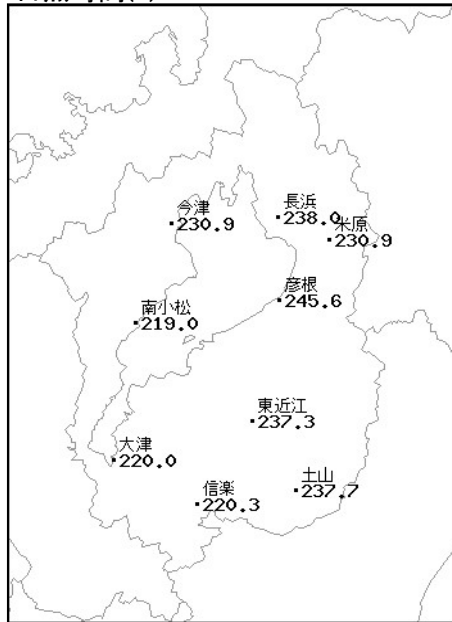 今津
230.9
長浜
238.0
米原
230.9
彦根
245.6
南小松
219.0
東近江
237.3
大津
220.0
信楽
220.3
土山
237.7